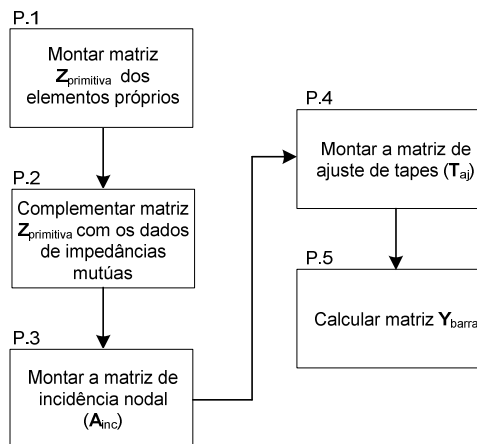 P.1
Montar matriz
Zprimitiva dos
elementos próprios
P.2
Complementar matriz
Zprimitiva com os dados
de impedâncias
mutúas
P.3
Montar a matriz de
incidência nodal
(Ainc)
P.4
Montar a matriz de
ajuste de tapes (Taj)
P.5
Calcular matriz Ybarra